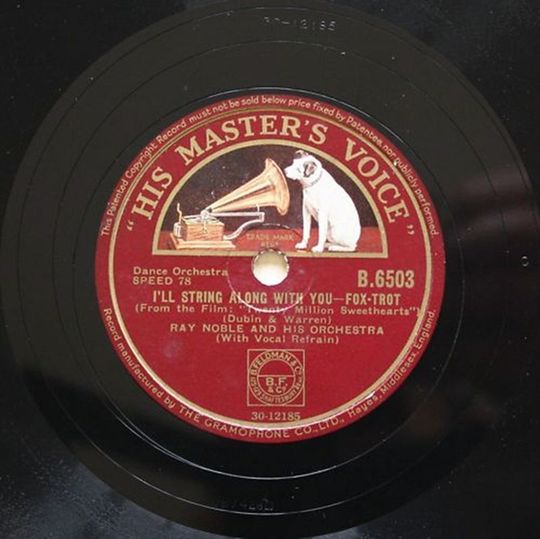 30-12185
This Patented Copyright Record must not be sold below price fixed by Patentee nor publicly performed
"HIS MASTER'S VOICE"
TRADE MARK
Dance Orchestra
SPEED 78
B.6503
I'LL STRING ALONG WITH YOU—FOX-TROT
(From the Film: "Twenty Million Sweethearts")
(Dubin & Warren)
RAY NOBLE AND HIS ORCHESTRA
(With Vocal Refrain)
B. FELDMAN & Co
B.F.
& Co
30-12185
Record manufactured by THE GRAMOPHONE CO., LTD., Hayes, Middlesex, England.